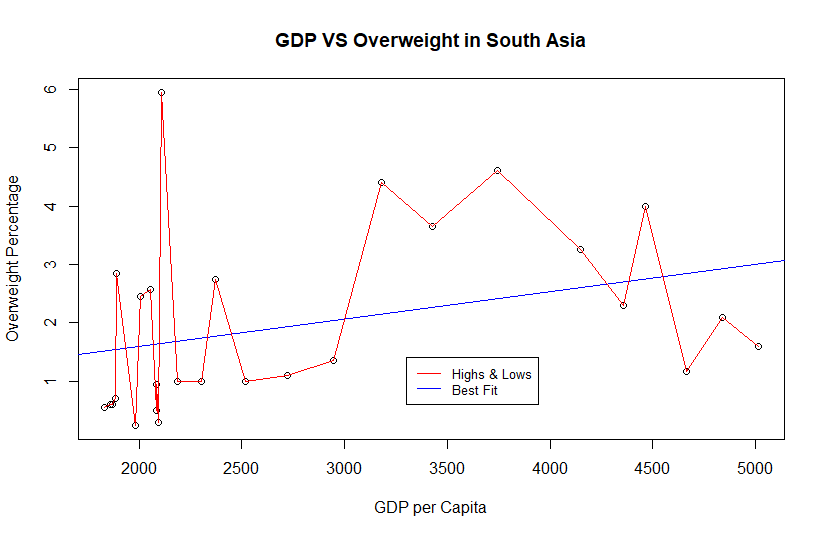 GDP VS Overweight in South Asia
Overweight Percentage
6
5
4
3
2
1
Highs & Lows
Best Fit
2000 2500 3000 3500 4000 4500 5000
GDP per Capita